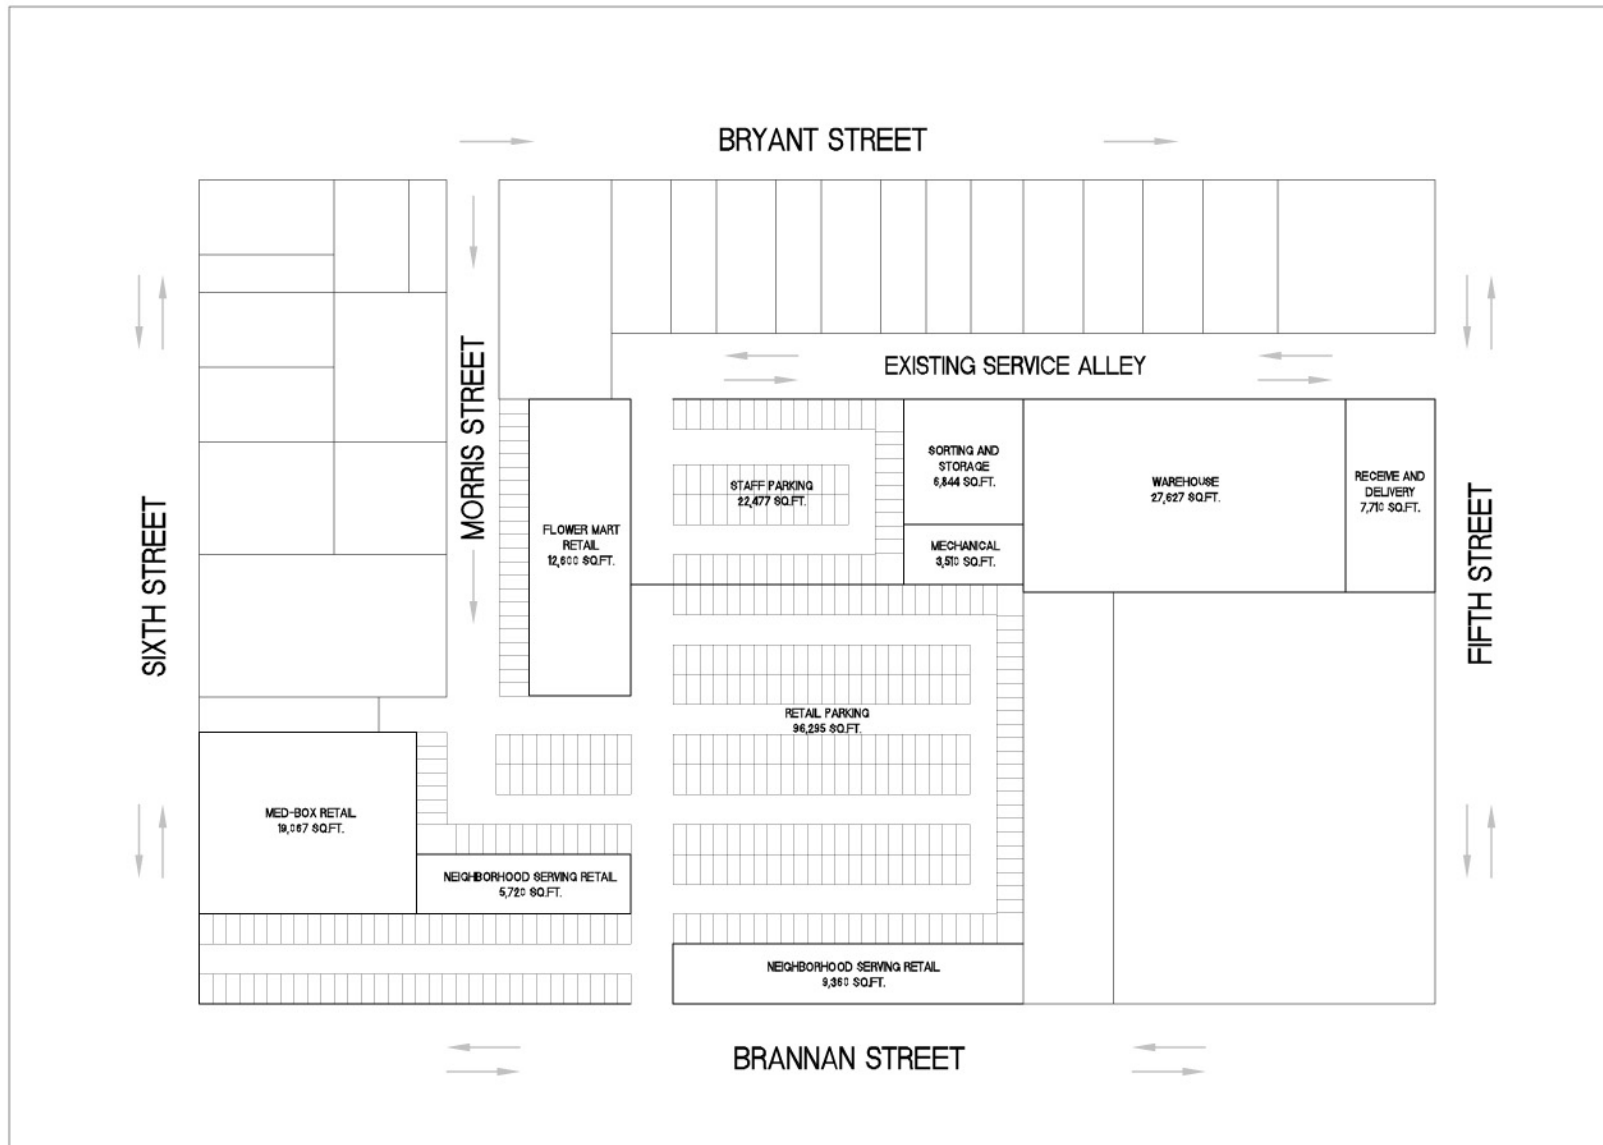 BRYANT STREET
EXISTING SERVICE ALLEY
MORRIS STREET
SIXTH STREET
FIFTH STREET
SORTING AND
STORAGE
6,844 SQ.FT.
WAREHOUSE
27,627 SQ.FT.
RECEIVE AND
DELIVERY
7,710 SQ.FT.
STAFF PARKING
22,477 SQ.FT.
FLOWER MART
RETAIL
12,600 SQ.FT.
MECHANICAL
3,510 SQ.FT.
RETAIL PARKING
96,295 SQ.FT.
MED-BOX RETAIL
19,067 SQ.FT.
NEIGHBORHOOD SERVING RETAIL
5,720 SQ.FT.
NEIGHBORHOOD SERVING RETAIL
9,360 SQ.FT.
BRANNAN STREET